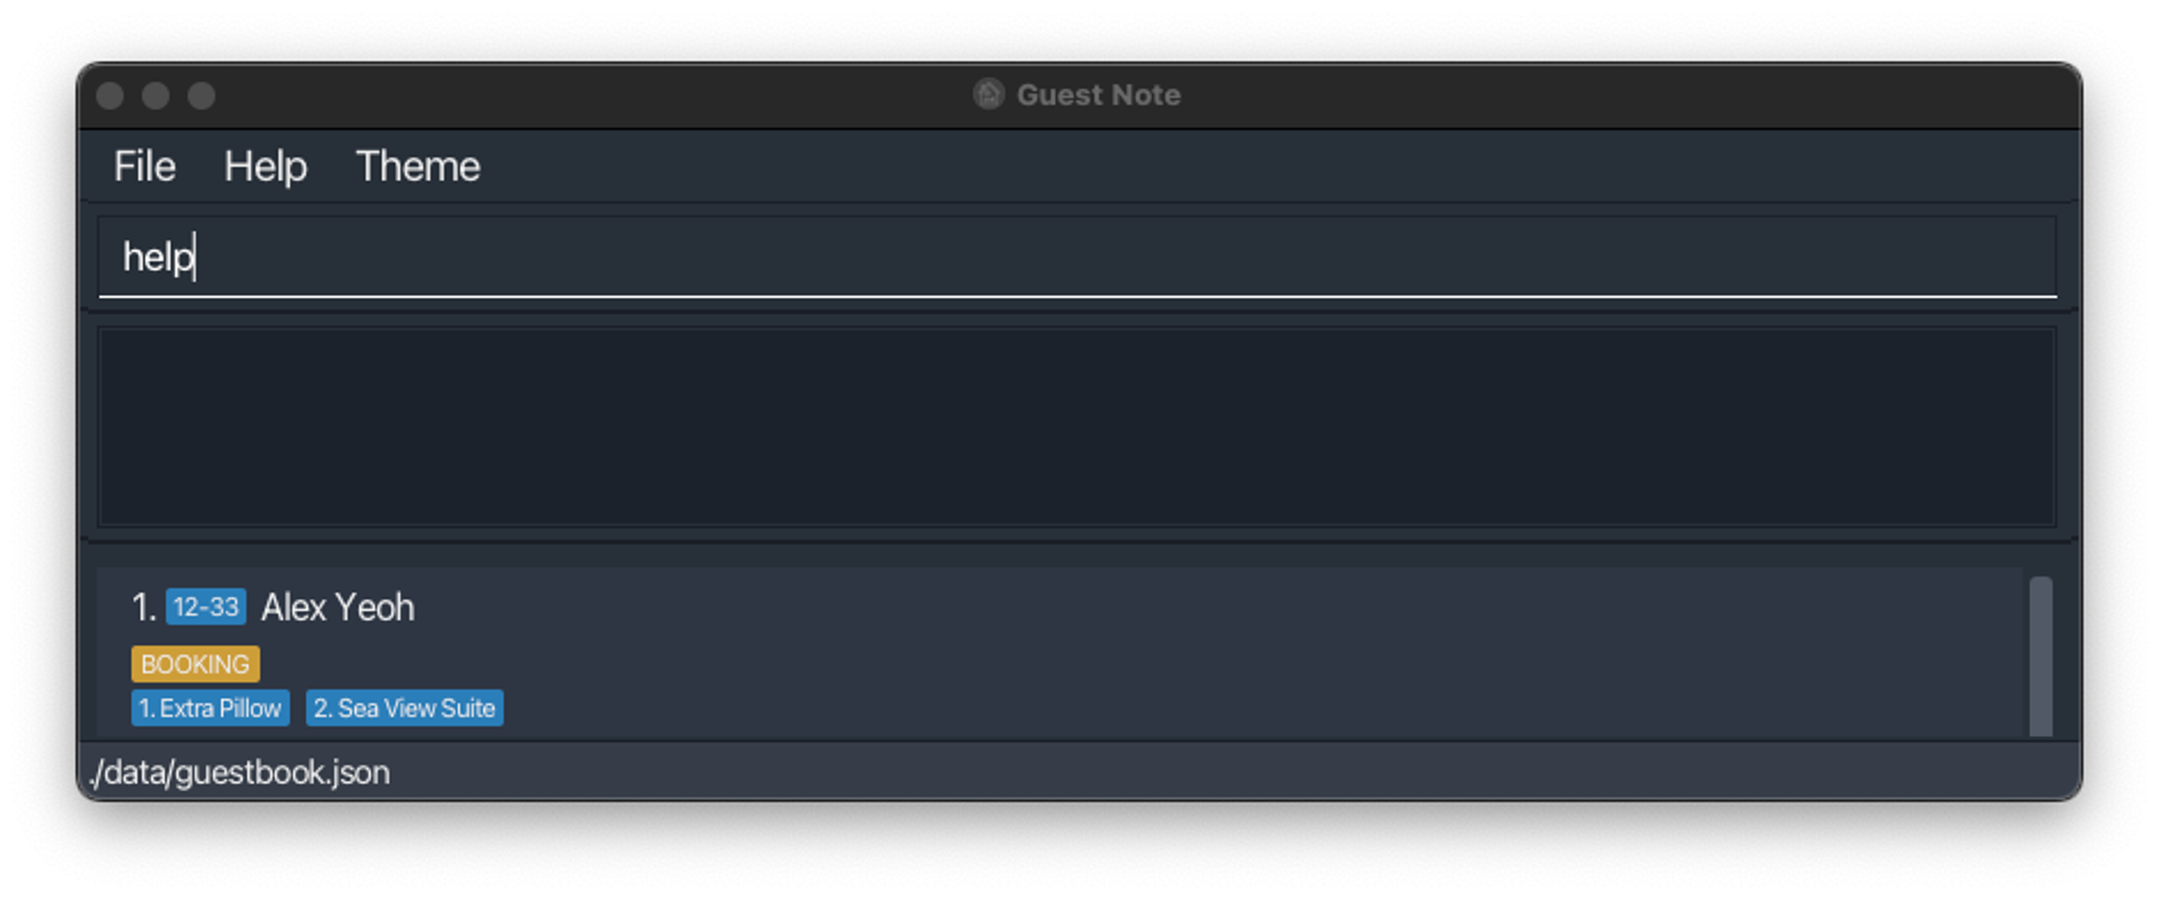 Guest Note
File Help Theme
help
1. 12-33 Alex Yeoh
BOOKING
1. Extra Pillow 2. Sea View Suite
./data/guestbook.json